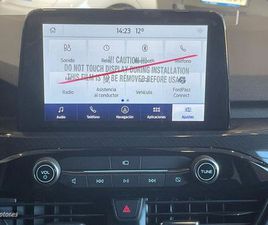 14:23 12°
! CAUTION!
Sonido
Teléfono
DO NOT TOUCH DISPLAY DURING INSTALLATION
THIS FILM IS TO BE REMOVED BEFORE USAGE
Radio
Asistencia al conductor
Vehículo
FordPass Connect
Audio
Teléfono
Navegación
Aplicaciones
Ajustes
VOL
TUNE